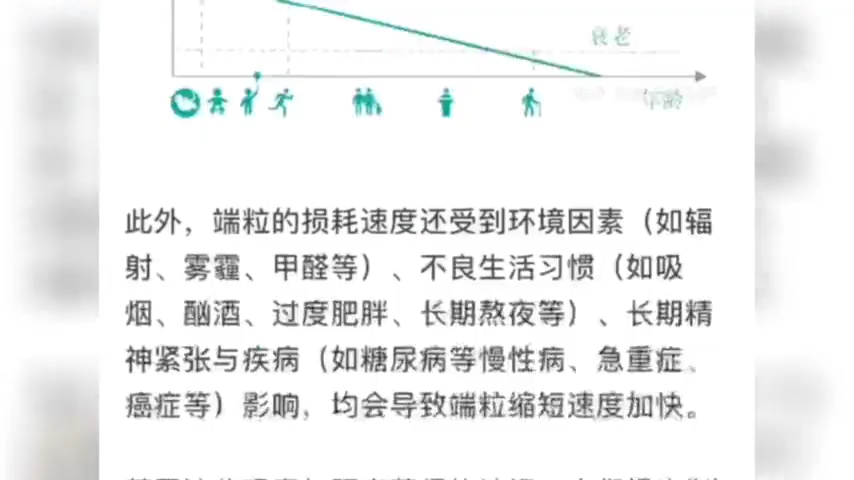 衰老
年龄
此外，端粒的损耗速度还受到环境因素（如辐
射、雾霾、甲醛等）、不良生活习惯（如吸
烟、酗酒、过度肥胖、长期熬夜等）、长期精
神紧张与疾病（如糖尿病等慢性病、急重症、
癌症等）影响，均会导致端粒缩短速度加快。